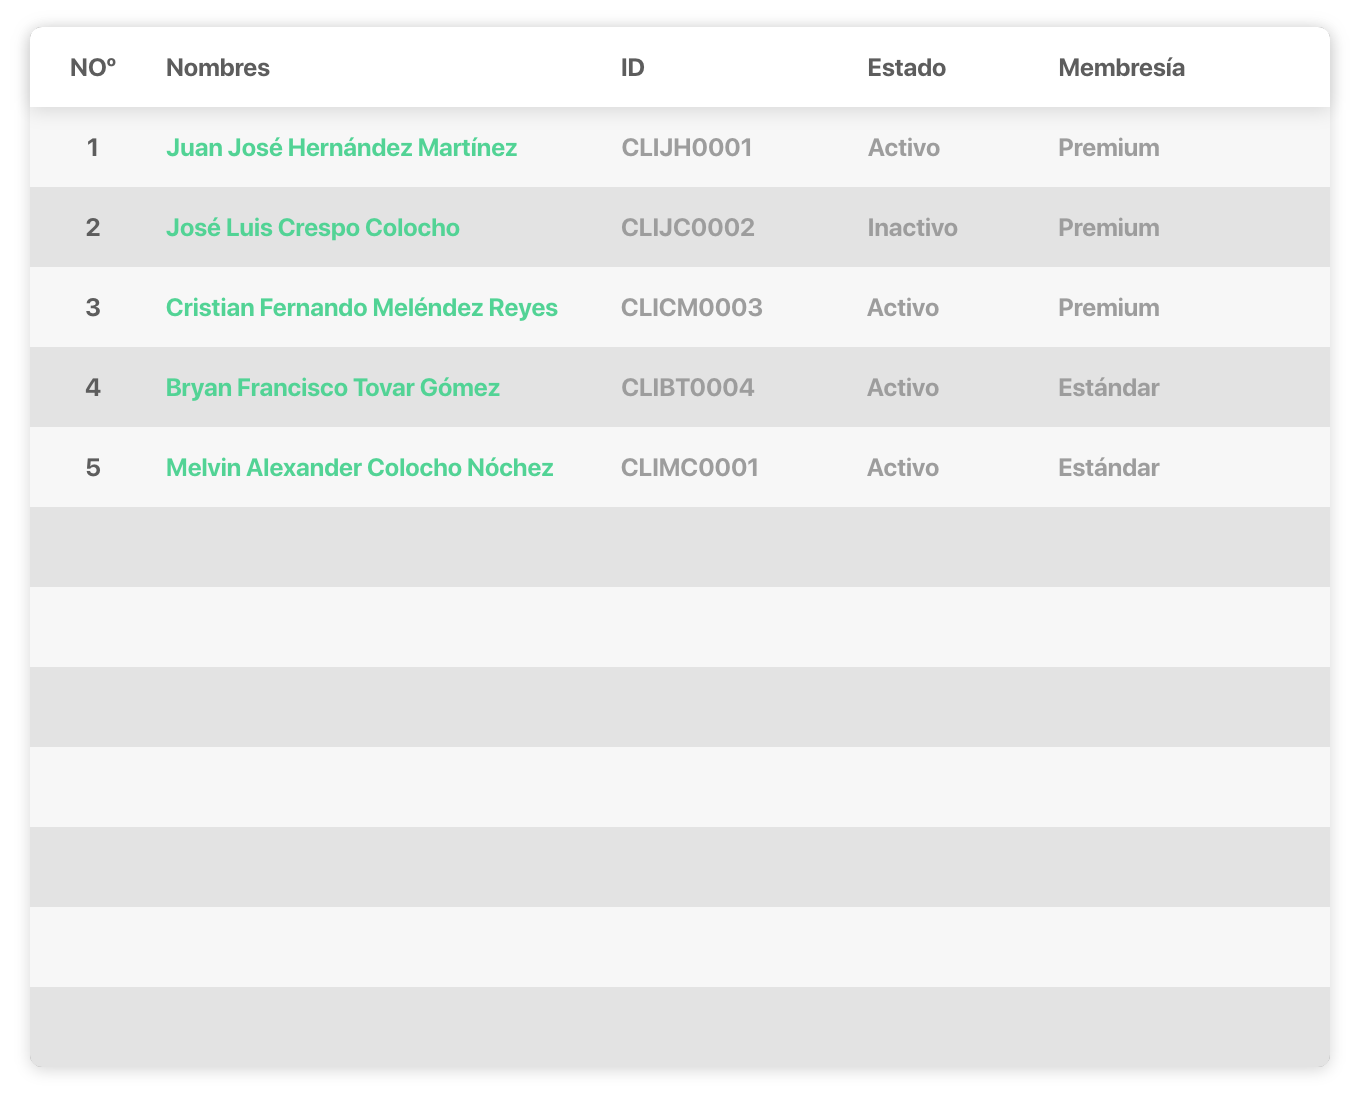 NOº Nombres ID Estado Membresía
1 Juan José Hernández Martínez CLIJH0001 Activo Premium
2 José Luis Crespo Colocho CLIJC0002 Inactivo Premium
3 Cristian Fernando Meléndez Reyes CLICM0003 Activo Premium
4 Bryan Francisco Tovar Gómez CLIBT0004 Activo Estándar
5 Melvin Alexander Colocho Nóchez CLIMC0001 Activo Estándar